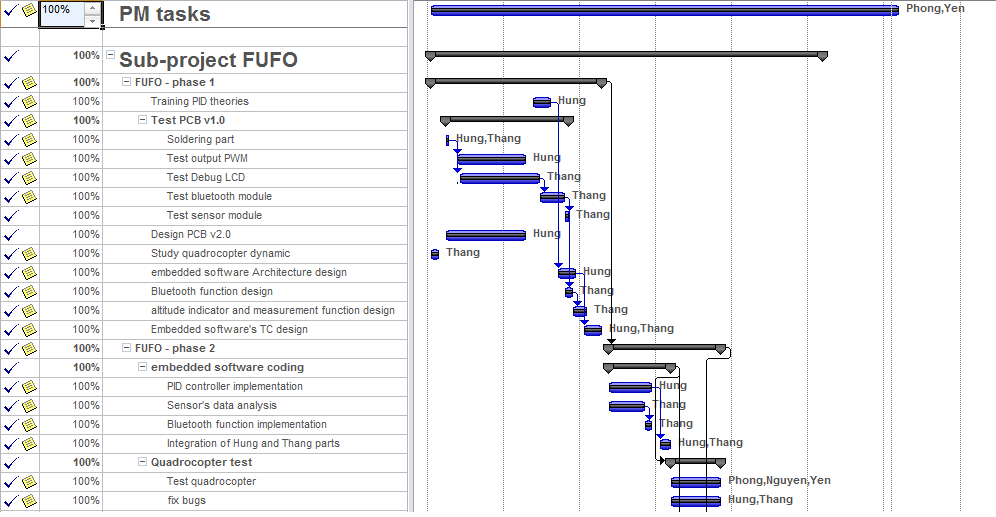 100% PM tasks Phong,Yen
100% Sub-project FUFO
100% FUFO - phase 1
100% Training PID theories Hung
100% Test PCB v1.0
100% Soldering part Hung,Thang
100% Test output PWM Hung
100% Test Debug LCD Thang
100% Test bluetooth module Thang
100% Test sensor module Thang
100% Design PCB v2.0 Hung
100% Study quadrocopter dynamic Thang
100% embedded software Architecture design Hung
100% Bluetooth function design Thang
100% altitude indicator and measurement function design Thang
100% Embedded software's TC design Hung,Thang
100% FUFO - phase 2
100% embedded software coding
100% PID controller implementation Hung
100% Sensor's data analysis Thang
100% Bluetooth function implementation Thang
100% Integration of Hung and Thang parts Hung,Thang
100% Quadrocopter test
100% Test quadrocopter Phong,Nguyen,Yen
100% fix bugs Hung,Thang